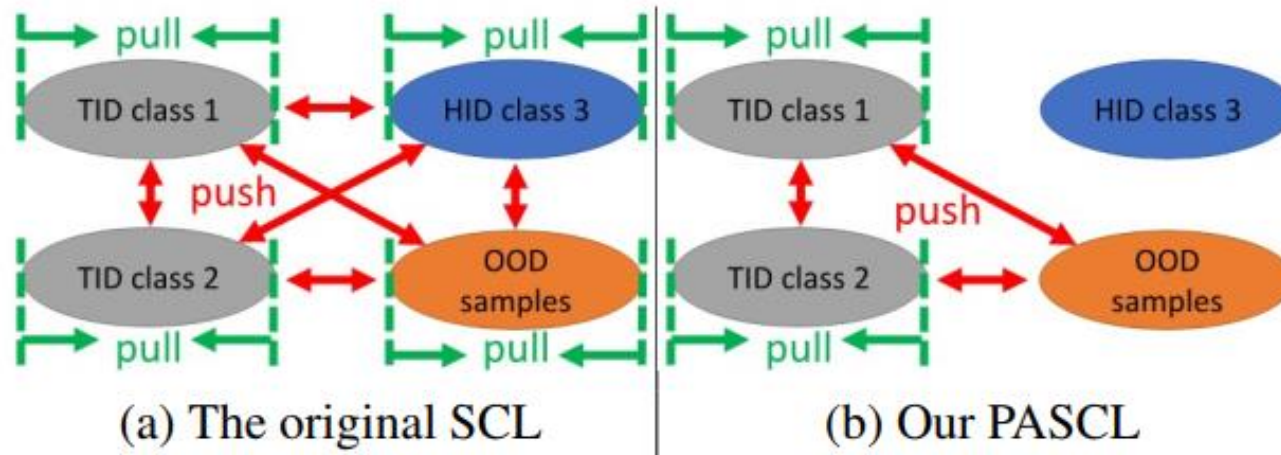 pull pull pull
TID class 1 HID class 3 TID class 1 HID class 3
push push
TID class 2 OOD samples TID class 2 OOD samples
pull pull pull
(a) The original SCL (b) Our PASCL